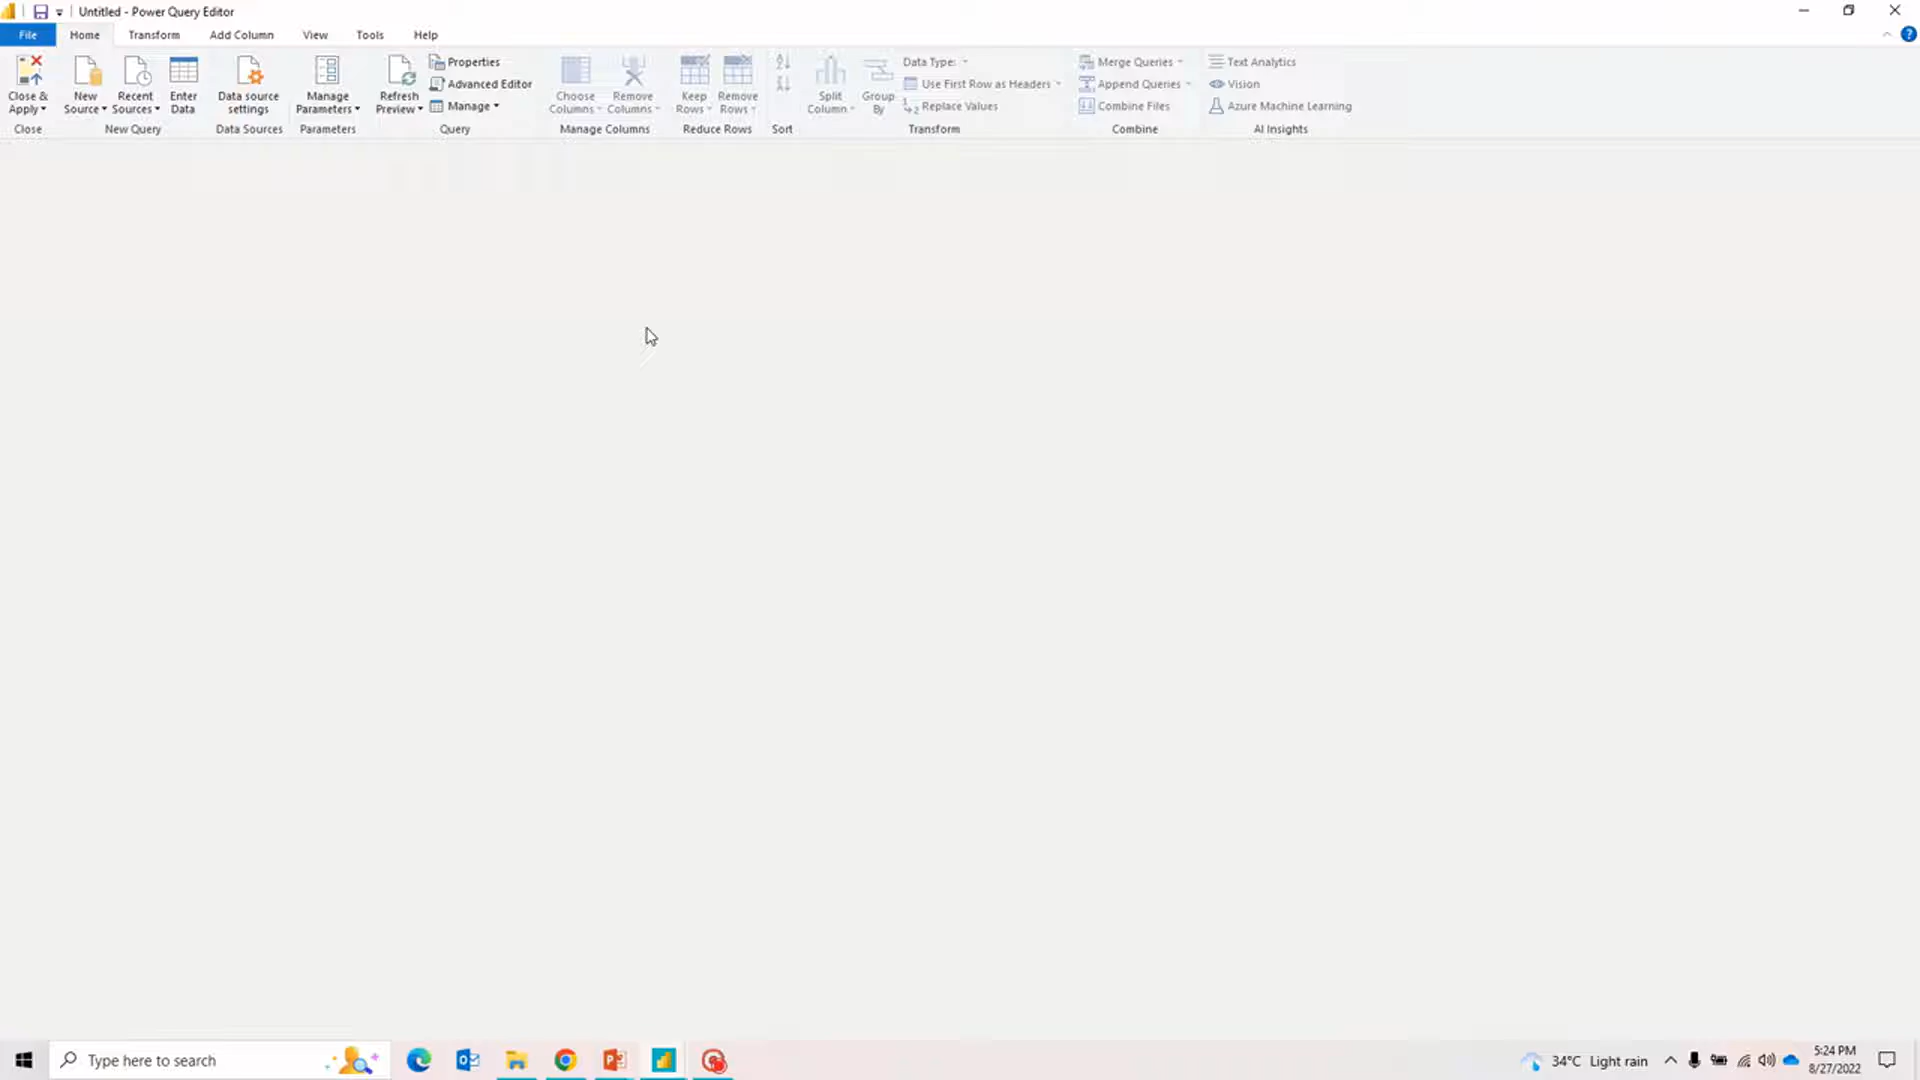 Untitled - Power Query Editor
File Home Transform Add Column View Tools Help
Close & Apply
Close
New Source
Recent Sources
Enter Data
New Query
Data source settings
Data Sources
Manage Parameters
Parameters
Refresh Preview
Properties
Advanced Editor
Manage
Query
Choose Columns
Remove Columns
Manage Columns
Keep Rows
Remove Rows
Reduce Rows
Sort
Split Column
Group By
Data Type:
Use First Row as Headers
Replace Values
Transform
Merge Queries
Append Queries
Combine Files
Combine
Text Analytics
Vision
Azure Machine Learning
AI Insights
Type here to search
34°C Light rain
5:24 PM
8/27/2022